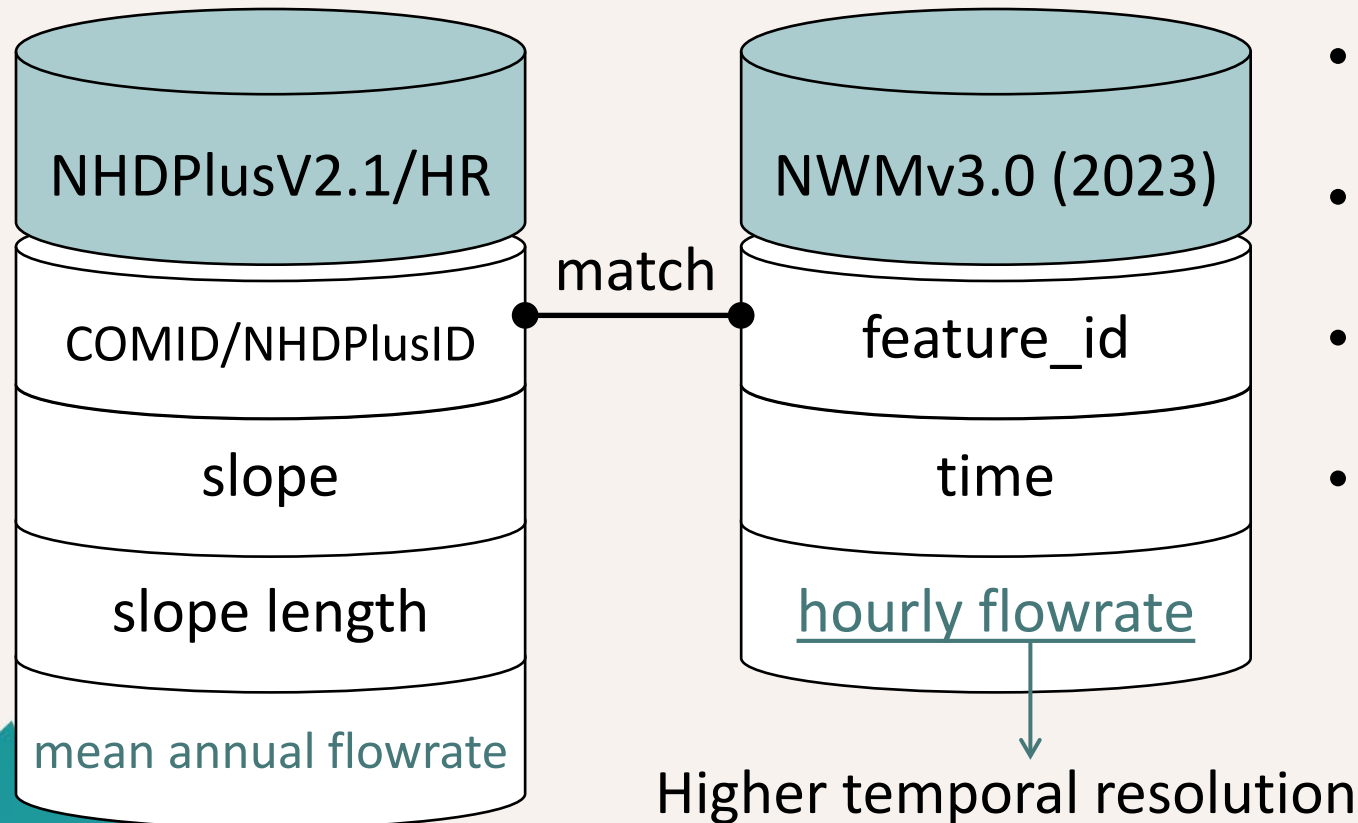 NHDPlusV2.1/HR
COMID/NHDPlusID
slope
slope length
mean annual flowrate
match
NWMv3.0 (2023)
feature_id
time
hourly flowrate
Higher temporal resolution